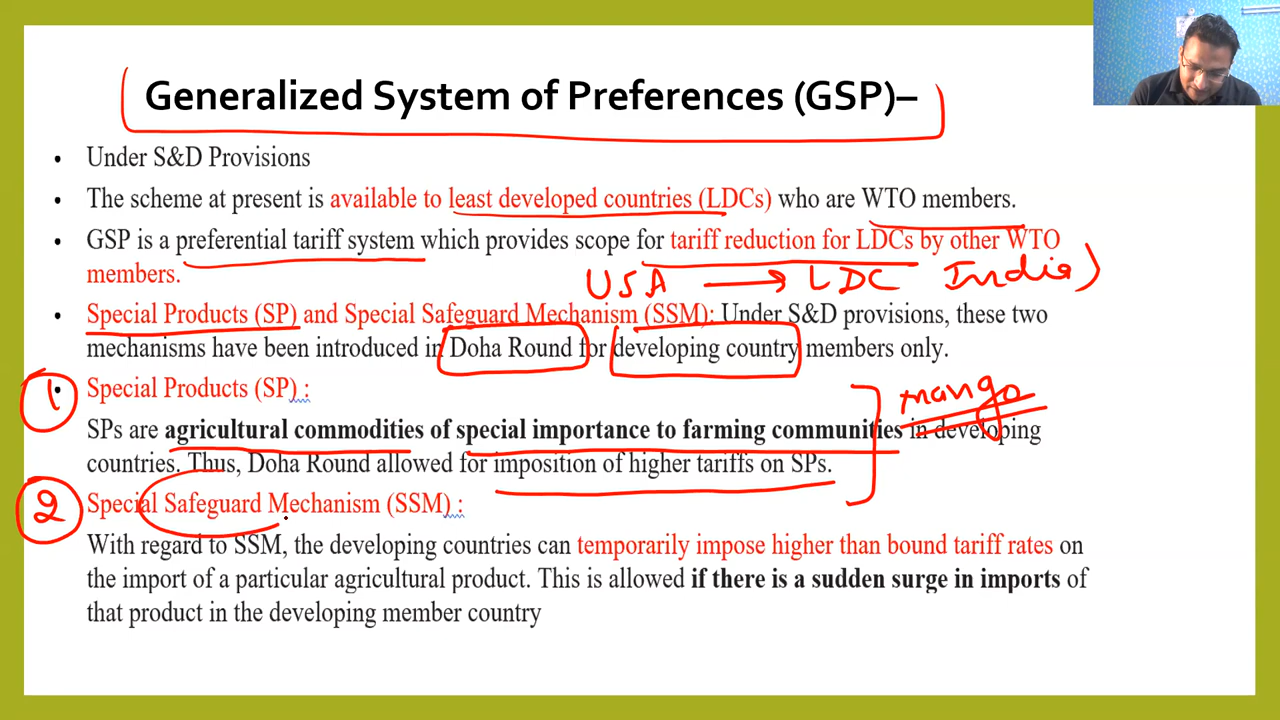 Generalized System of Preferences (GSP)–
• Under S&D Provisions
• The scheme at present is available to least developed countries (LDCs) who are WTO members.
• GSP is a preferential tariff system which provides scope for tariff reduction for LDCs by other WTO
members.
USA → LDC India)
• Special Products (SP) and Special Safeguard Mechanism (SSM): Under S&D provisions, these two
mechanisms have been introduced in Doha Round for developing country members only.
1 • Special Products (SP) :
mango
SPs are agricultural commodities of special importance to farming communities in developing
countries. Thus, Doha Round allowed for imposition of higher tariffs on SPs.
2 Special Safeguard Mechanism (SSM) :
With regard to SSM, the developing countries can temporarily impose higher than bound tariff rates on
the import of a particular agricultural product. This is allowed if there is a sudden surge in imports of
that product in the developing member country